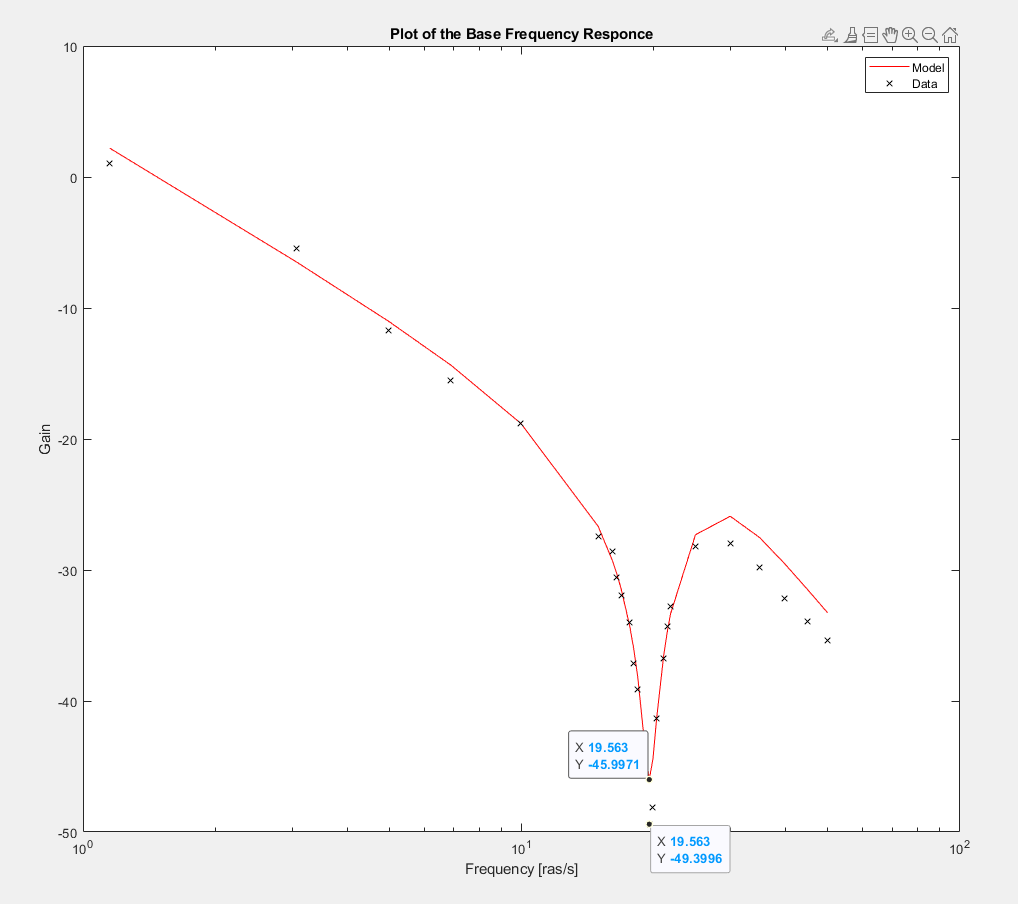 Plot of the Base Frequency Responce
Model
Data
10
0
-10
-20
-30
-40
-50
Gain
X 19.563
Y -45.9971
X 19.563
Y -49.3996
10^0
10^1
10^2
Frequency [ras/s]